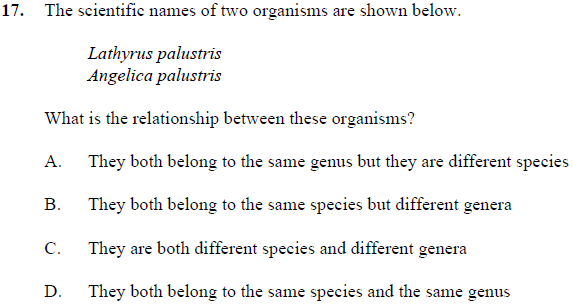 17. The scientific names of two organisms are shown below.
Lathyrus palustris
Angelica palustris
What is the relationship between these organisms?
A. They both belong to the same genus but they are different species
B. They both belong to the same species but different genera
C. They are both different species and different genera
D. They both belong to the same species and the same genus